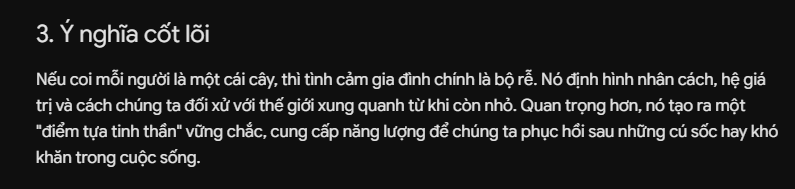 3. Ý nghĩa cốt lõi
Nếu coi mỗi người là một cái cây, thì tình cảm gia đình chính là bộ rễ. Nó định hình nhân cách, hệ giá
trị và cách chúng ta đối xử với thế giới xung quanh từ khi còn nhỏ. Quan trọng hơn, nó tạo ra một
"điểm tựa tinh thần" vững chắc, cung cấp năng lượng để chúng ta phục hồi sau những cú sốc hay khó
khăn trong cuộc sống.